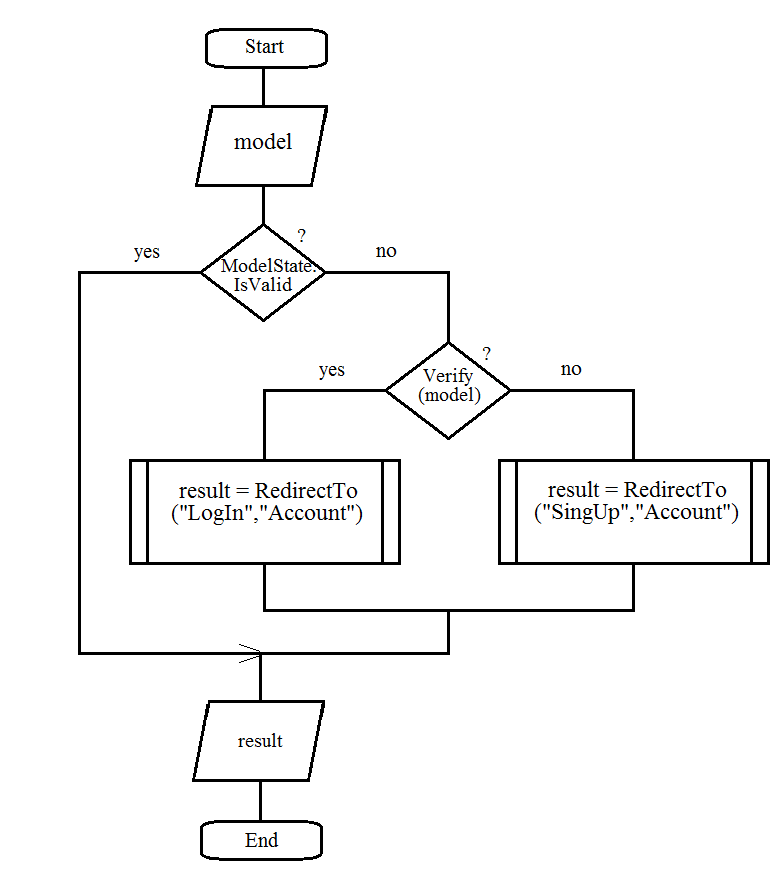 Start
model
?
yes
no
ModelState.
IsValid
?
yes
no
Verify
(model)
result = RedirectTo
("LogIn","Account")
result = RedirectTo
("SingUp","Account")
result
End